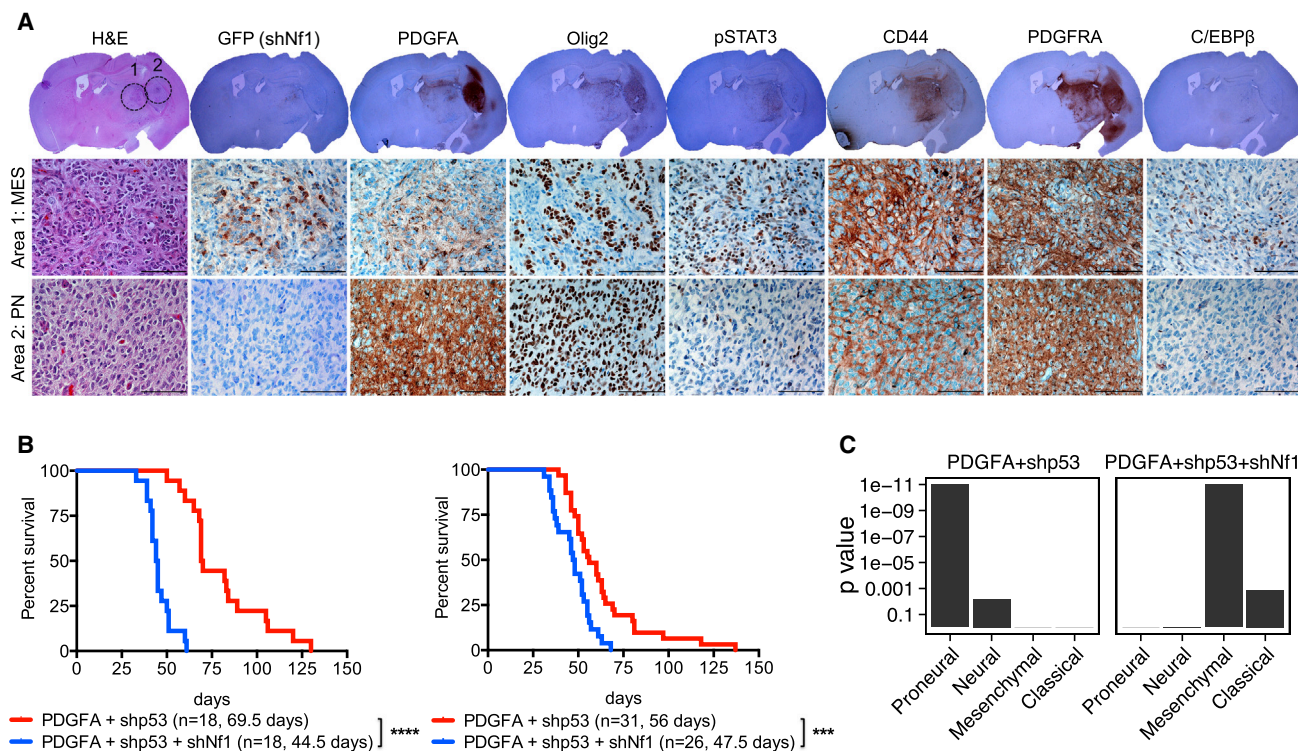 A
H&E GFP (shNf1) PDGFA Olig2 pSTAT3 CD44 PDGFRA C/EBPβ
1 2
Area 1: MES
Area 2: PN
B
Percent survival
100
75
50
25
0
0 25 50 75 100 125 150
days
PDGFA + shp53 (n=18, 69.5 days)
PDGFA + shp53 + shNf1 (n=18, 44.5 days)
****
Percent survival
100
75
50
25
0
0 25 50 75 100 125 150
days
PDGFA + shp53 (n=31, 56 days)
PDGFA + shp53 + shNf1 (n=26, 47.5 days)
***
C
PDGFA+shp53 PDGFA+shp53+shNf1
p value
1e−11
1e−09
1e−07
1e−05
0.001
0.1
Proneural Neural Mesenchymal Classical
Proneural Neural Mesenchymal Classical